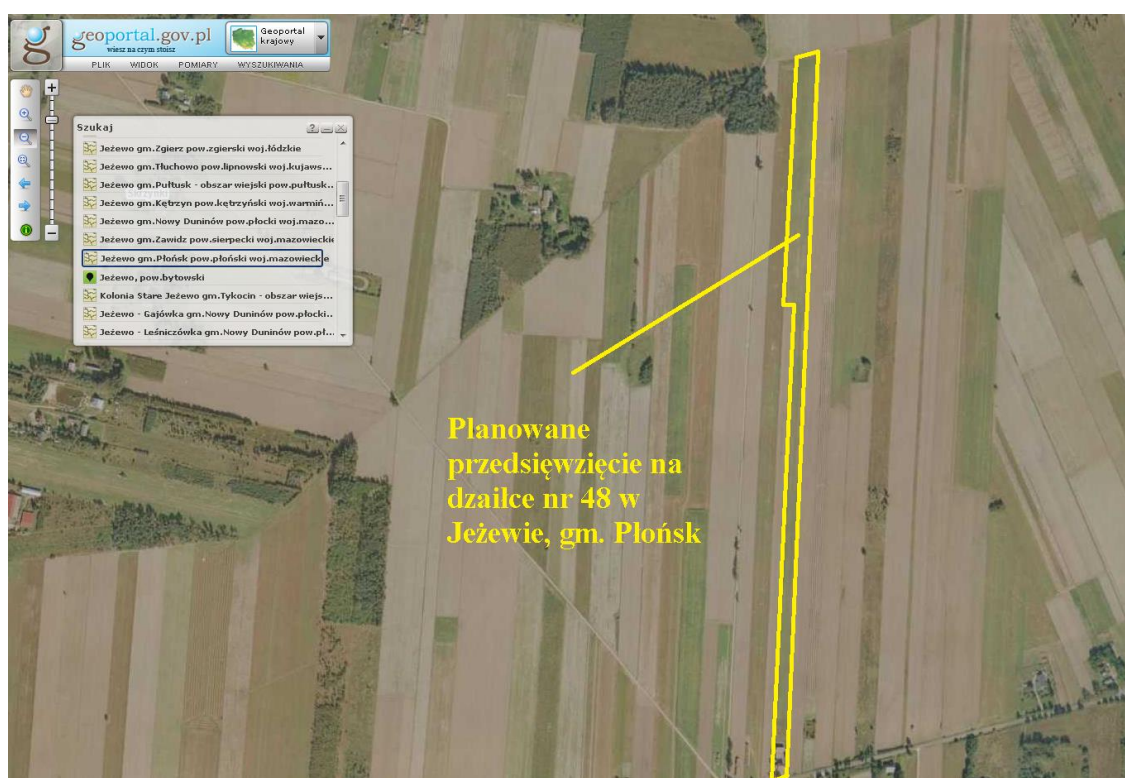 geoportal.gov.pl
wiesz na czym stoisz
Geoportal
krajowy
PLIK WIDOK POMIARY WYSZUKIWANIA
Szukaj
Jeżewo gm.Zgierz pow.zgierski woj.łódzkie
Jeżewo gm.Tłuchowo pow.lipnowski woj.kujaws...
Jeżewo gm.Pułtusk - obszar wiejski pow.pułtusk..
Jeżewo gm.Kętrzyn pow.kętrzyński woj.warmiń...
Jeżewo gm.Nowy Duninów pow.płocki woj.mazo...
Jeżewo gm.Zawidz pow.sierpecki woj.mazowieckie
Jeżewo gm.Płońsk pow.płoński woj.mazowieckie
Jeżewo, pow.bytowski
Kolonia Stare Jeżewo gm.Tykocin - obszar wiejs...
Jeżewo - Gajówka gm.Nowy Duninów pow.płocki..
Jeżewo - Leśniczówka gm.Nowy Duninów pow.pł...
Planowane
przedsięwzięcie na
dzaiłce nr 48 w
Jeżewie, gm. Płońsk